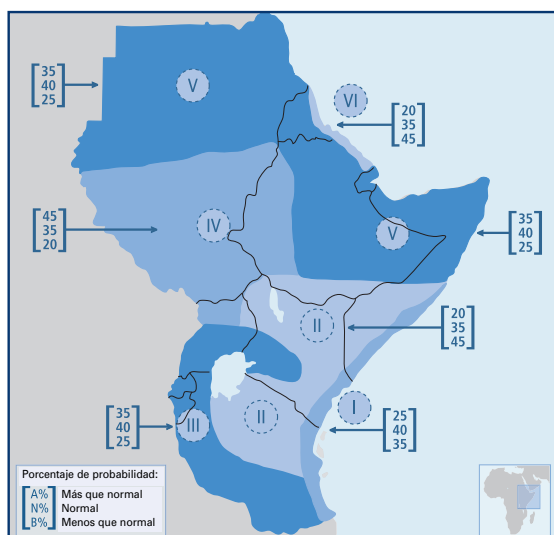 35
40
25
V
VI
20
35
45
45
35
20
IV
V
35
40
25
II
20
35
45
I
25
40
35
35
40
25
III
II
Porcentaje de probabilidad:
A% Más que normal
N% Normal
B% Menos que normal